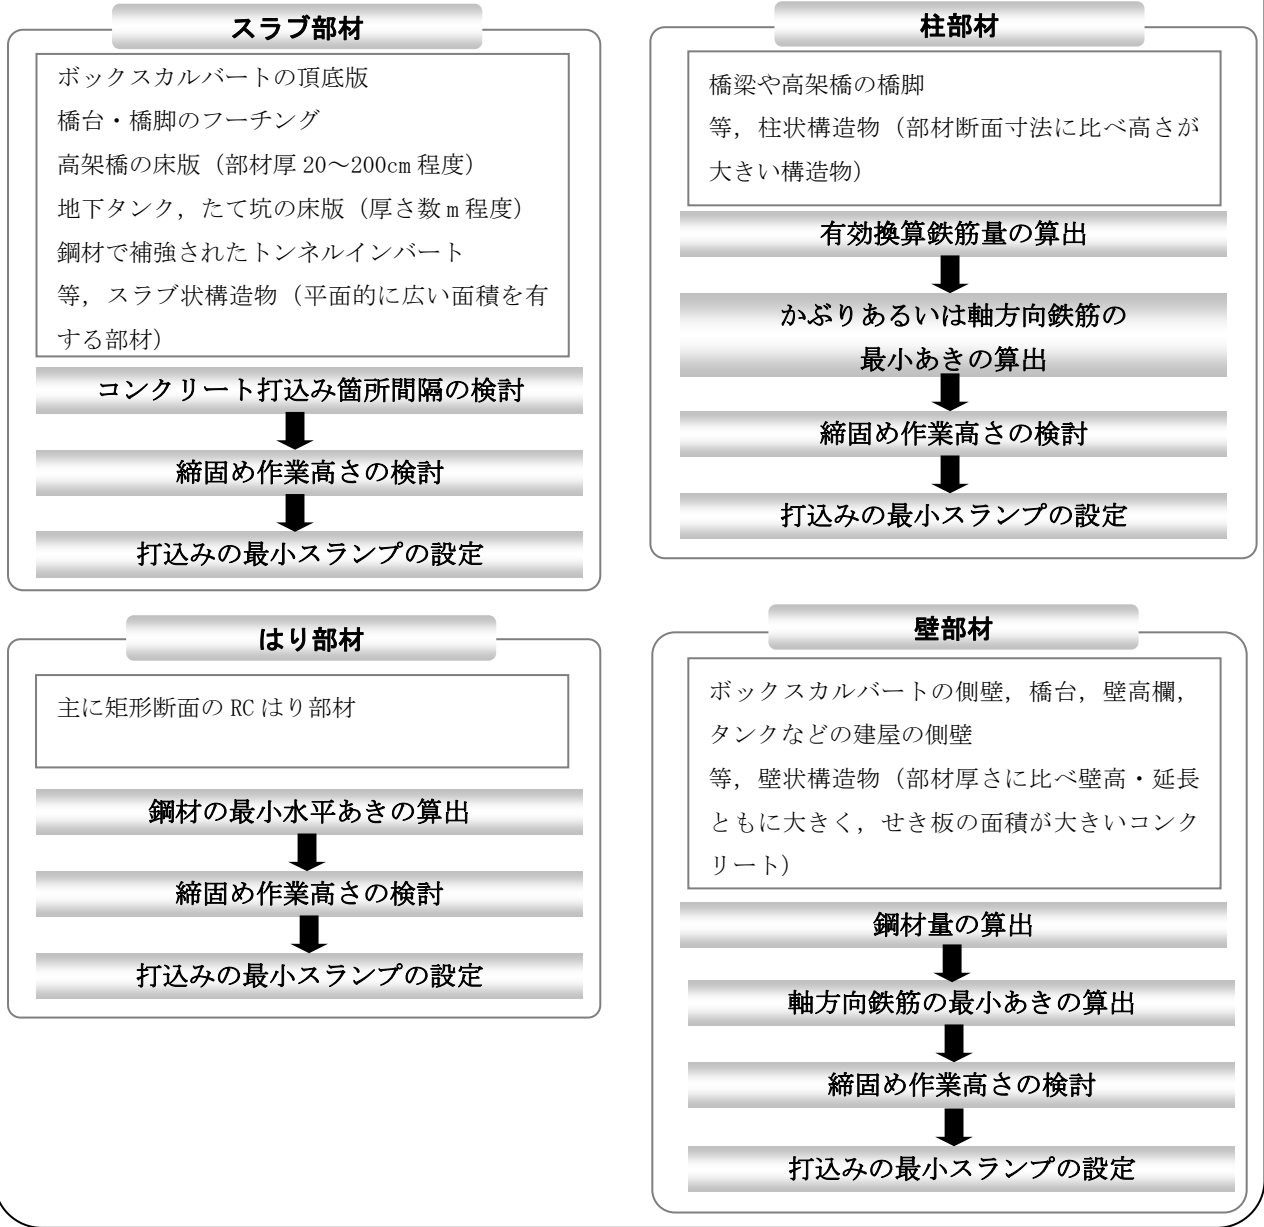 スラブ部材
ボックスカルバートの頂底版
橋台・橋脚のフーチング
高架橋の床版（部材厚 20～200cm 程度）
地下タンク，たて坑の床版（厚さ数 m 程度）
鋼材で補強されたトンネルインバート
等，スラブ状構造物（平面的に広い面積を有
する部材）
コンクリート打込み箇所間隔の検討
締固め作業高さの検討
打込みの最小スランプの設定
柱部材
橋梁や高架橋の橋脚
等，柱状構造物（部材断面寸法に比べ高さが
大きい構造物）
有効換算鉄筋量の算出
かぶりあるいは軸方向鉄筋の
最小あきの算出
締固め作業高さの検討
打込みの最小スランプの設定
はり部材
主に矩形断面の RC はり部材
鋼材の最小水平あきの算出
締固め作業高さの検討
打込みの最小スランプの設定
壁部材
ボックスカルバートの側壁，橋台，壁高欄，
タンクなどの建屋の側壁
等，壁状構造物（部材厚さに比べ壁高・延長
ともに大きく，せき板の面積が大きいコンク
リート）
鋼材量の算出
軸方向鉄筋の最小あきの算出
締固め作業高さの検討
打込みの最小スランプの設定